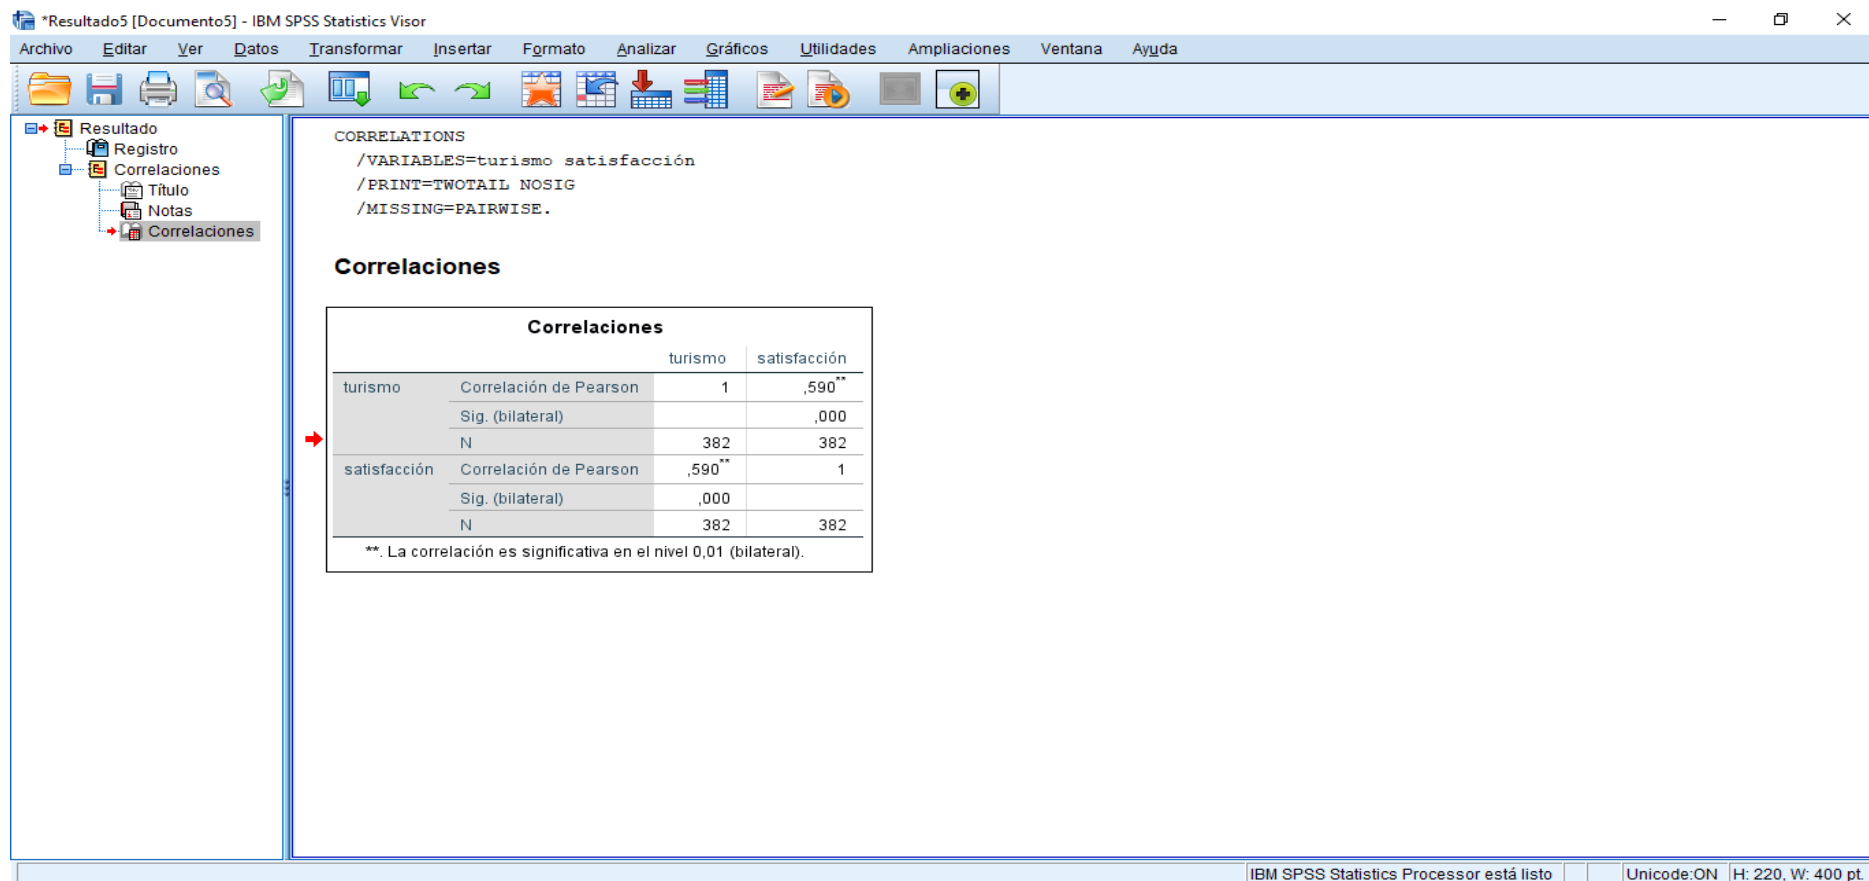 *Resultado5 [Documento5] - IBM SPSS Statistics Visor
Archivo Editar Ver Datos Transformar Insertar Formato Analizar Gráficos Utilidades Ampliaciones Ventana Ayuda
Resultado
Registro
Correlaciones
Título
Notas
Correlaciones
CORRELATIONS
/VARIABLES=turismo satisfacción
/PRINT=TWOTAIL NOSIG
/MISSING=PAIRWISE.
Correlaciones
Correlaciones
turismo satisfacción
turismo Correlación de Pearson 1 ,590**
Sig. (bilateral) ,000
N 382 382
satisfacción Correlación de Pearson ,590** 1
Sig. (bilateral) ,000
N 382 382
**. La correlación es significativa en el nivel 0,01 (bilateral).
IBM SPSS Statistics Processor está listo Unicode:ON H: 220, W: 400 pt.